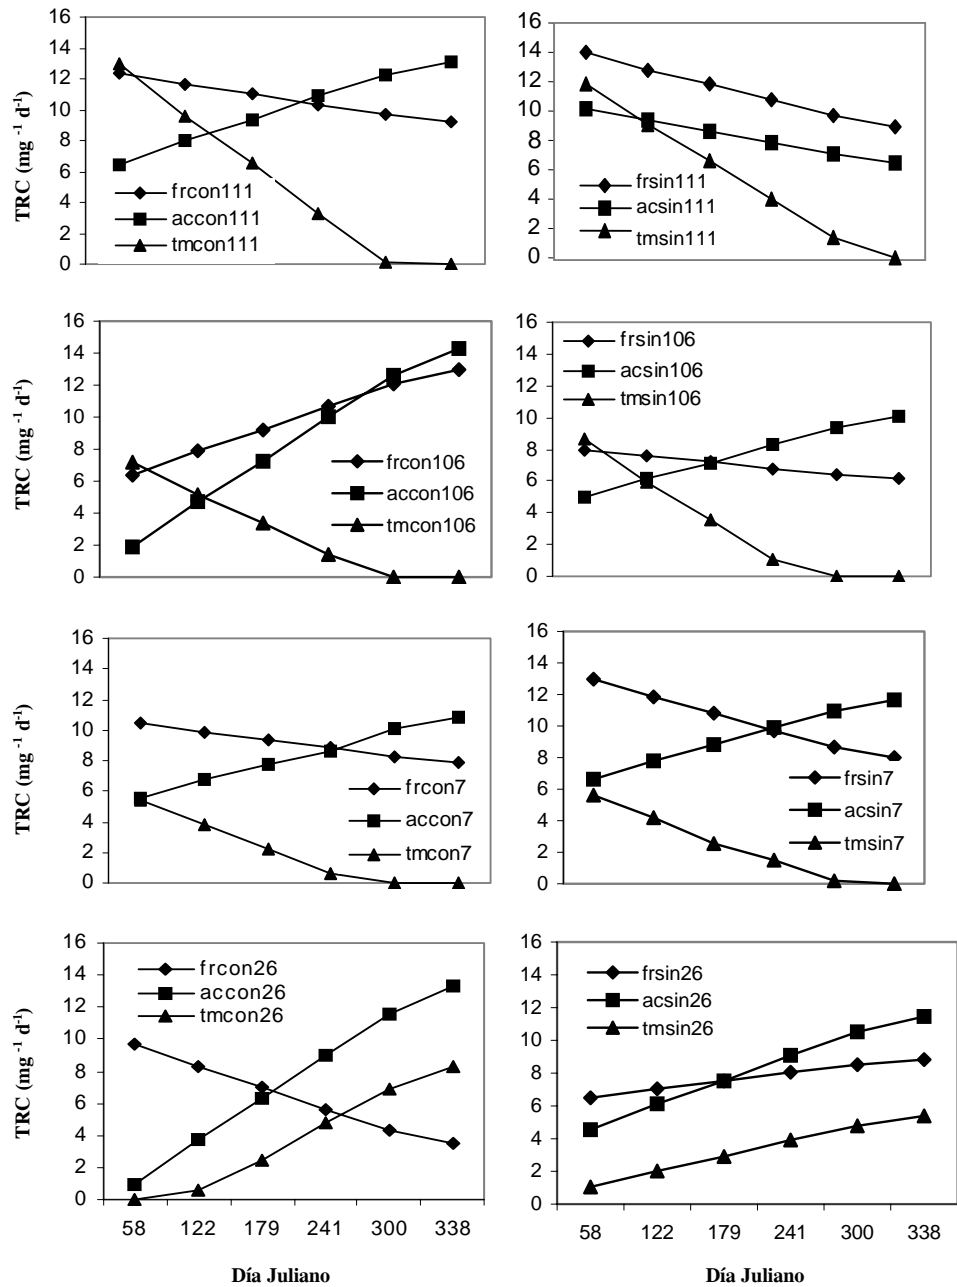 16
14
12
10
8
6
4
2
0
TRC (mg -1 d-1)
frcon111
accon111
tmcon111
16
14
12
10
8
6
4
2
0
frsin111
acsin111
tmsin111
16
14
12
10
8
6
4
2
0
TRC (mg -1 d-1)
frcon106
accon106
tmcon106
16
14
12
10
8
6
4
2
0
frsin106
acsin106
tmsin106
16
14
12
10
8
6
4
2
0
TRC (mg -1 d-1)
frcon7
accon7
tmcon7
16
14
12
10
8
6
4
2
0
frsin7
acsin7
tmsin7
16
14
12
10
8
6
4
2
0
TRC (mg -1 d-1)
frcon26
accon26
tmcon26
58 122 179 241 300 338
Día Juliano
16
14
12
10
8
6
4
2
0
frsin26
acsin26
tmsin26
58 122 179 241 300 338
Día Juliano